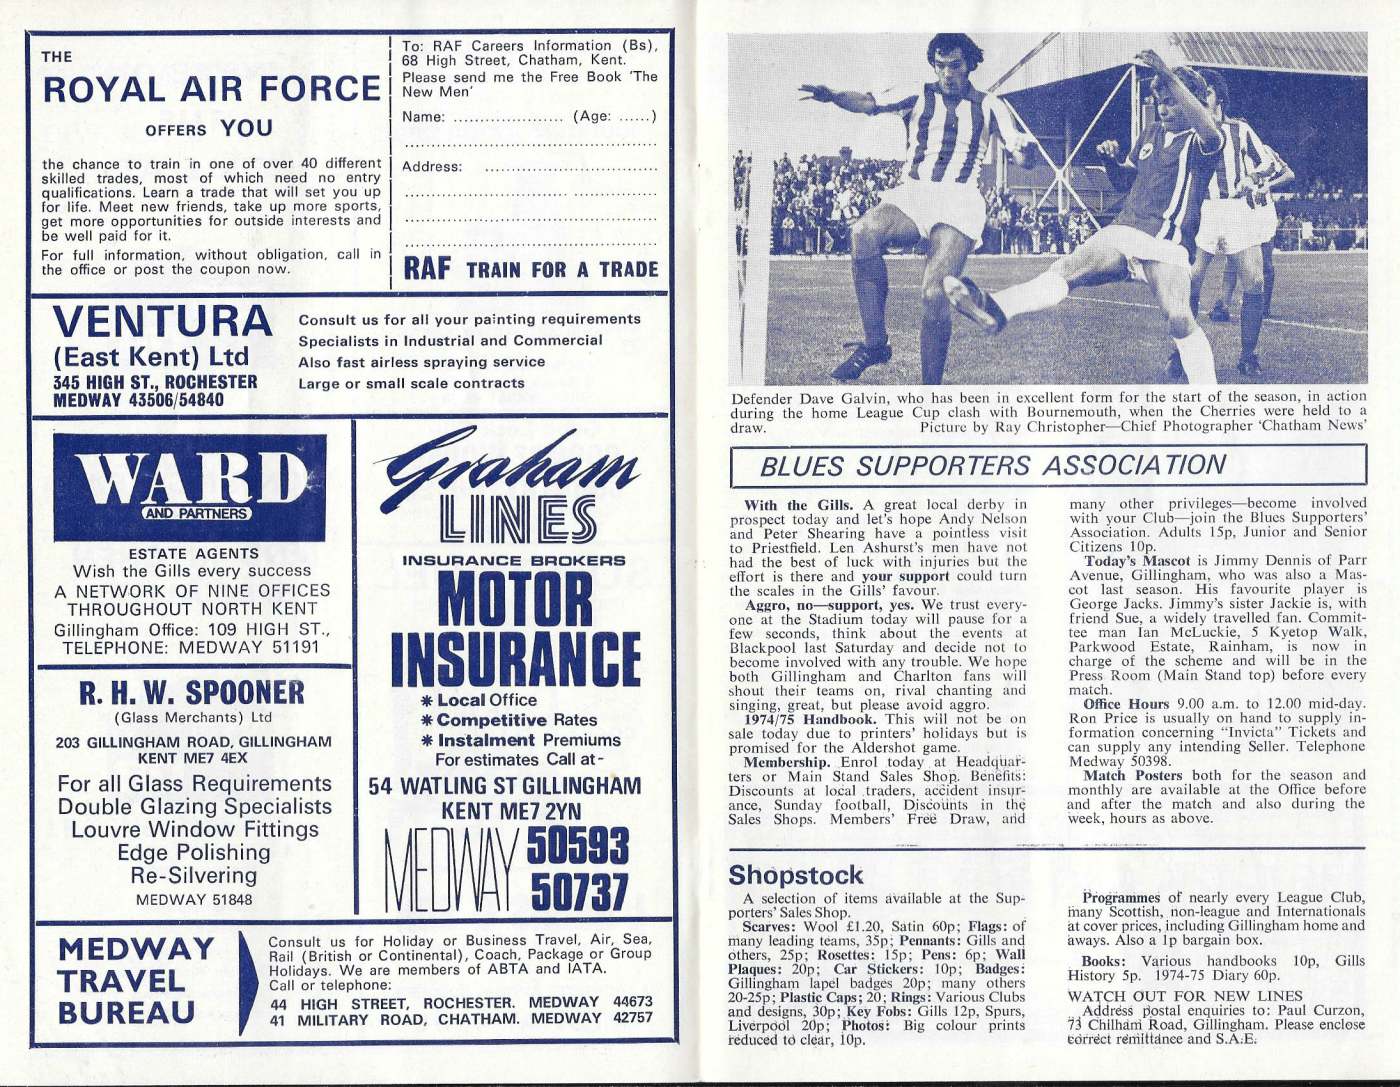 THE
ROYAL AIR FORCE
OFFERS YOU
the chance to train in one of over 40 different
skilled trades, most of which need no entry
qualifications. Learn a trade that will set you up
for life. Meet new friends, take up more sports,
get more opportunities for outside interests and
be well paid for it.
For full information, without obligation, call in
the office or post the coupon now.
To: RAF Careers Information (Bs),
68 High Street, Chatham, Kent.
Please send me the Free Book 'The
New Men'
Name: ..................... (Age: ......)
Address: .................................
RAF TRAIN FOR A TRADE
VENTURA
(East Kent) Ltd
345 HIGH ST., ROCHESTER
MEDWAY 43506/54840
Consult us for all your painting requirements
Specialists in Industrial and Commercial
Also fast airless spraying service
Large or small scale contracts
WARD
AND PARTNERS
ESTATE AGENTS
Wish the Gills every success
A NETWORK OF NINE OFFICES
THROUGHOUT NORTH KENT
Gillingham Office: 109 HIGH ST.,
TELEPHONE: MEDWAY 51191
R. H. W. SPOONER
(Glass Merchants) Ltd
203 GILLINGHAM ROAD, GILLINGHAM
KENT ME7 4EX
For all Glass Requirements
Double Glazing Specialists
Louvre Window Fittings
Edge Polishing
Re-Silvering
MEDWAY 51848
Graham
LINES
INSURANCE BROKERS
MOTOR
INSURANCE
* Local Office
* Competitive Rates
* Instalment Premiums
For estimates Call at-
54 WATLING ST GILLINGHAM
KENT ME7 2YN
MEDWAY 50593
50737
MEDWAY
TRAVEL
BUREAU
Consult us for Holiday or Business Travel, Air, Sea,
Rail (British or Continental), Coach, Package or Group
Holidays. We are members of ABTA and IATA.
Call or telephone:
44 HIGH STREET, ROCHESTER. MEDWAY 44673
41 MILITARY ROAD, CHATHAM. MEDWAY 42757
Defender Dave Galvin, who has been in excellent form for the start of the season, in action
during the home League Cup clash with Bournemouth, when the Cherries were held to a
draw. Picture by Ray Christopher—Chief Photographer 'Chatham News'
BLUES SUPPORTERS ASSOCIATION
With the Gills. A great local derby in
prospect today and let's hope Andy Nelson
and Peter Shearing have a pointless visit
to Priestfield. Len Ashurst's men have not
had the best of luck with injuries but the
effort is there and your support could turn
the scales in the Gills' favour.
Aggro, no—support, yes. We trust every-
one at the Stadium today will pause for a
few seconds, think about the events at
Blackpool last Saturday and decide not to
become involved with any trouble. We hope
both Gillingham and Charlton fans will
shout their teams on, rival chanting and
singing, great, but please avoid aggro.
1974/75 Handbook. This will not be on
sale today due to printers' holidays but is
promised for the Aldershot game.
Membership. Enrol today at Headquar-
ters or Main Stand Sales Shop. Benefits:
Discounts at local traders, accident insur-
ance, Sunday football, Discounts in the
Sales Shops. Members' Free Draw, and
many other privileges—become involved
with your Club—join the Blues Supporters'
Association. Adults 15p, Junior and Senior
Citizens 10p.
Today's Mascot is Jimmy Dennis of Parr
Avenue, Gillingham, who was also a Mas-
cot last season. His favourite player is
George Jacks. Jimmy's sister Jackie is, with
friend Sue, a widely travelled fan. Commit-
tee man Ian McLuckie, 5 Kyetop Walk,
Parkwood Estate, Rainham, is now in
charge of the scheme and will be in the
Press Room (Main Stand top) before every
match.
Office Hours 9.00 a.m. to 12.00 mid-day.
Ron Price is usually on hand to supply in-
formation concerning "Invicta" Tickets and
can supply any intending Seller. Telephone
Medway 50398.
Match Posters both for the season and
monthly are available at the Office before
and after the match and also during the
week, hours as above.
Shopstock
A selection of items available at the Sup-
porters' Sales Shop.
Scarves: Wool £1.20, Satin 60p; Flags: of
many leading teams, 35p; Pennants: Gills and
others, 25p; Rosettes: 15p; Pens: 6p; Wall
Plaques: 20p; Car Stickers: 10p; Badges:
Gillingham lapel badges 20p; many others
20-25p; Plastic Caps; 20; Rings: Various Clubs
and designs, 30p; Key Fobs: Gills 12p, Spurs,
Liverpool 20p; Photos: Big colour prints
reduced to clear, 10p.
Programmes of nearly every League Club,
many Scottish, non-league and Internationals
at cover prices, including Gillingham home and
aways. Also a 1p bargain box.
Books: Various handbooks 10p, Gills
History 5p. 1974-75 Diary 60p.
WATCH OUT FOR NEW LINES
Address postal enquiries to: Paul Curzon,
73 Chilham Road, Gillingham. Please enclose
correct remittance and S.A.E.